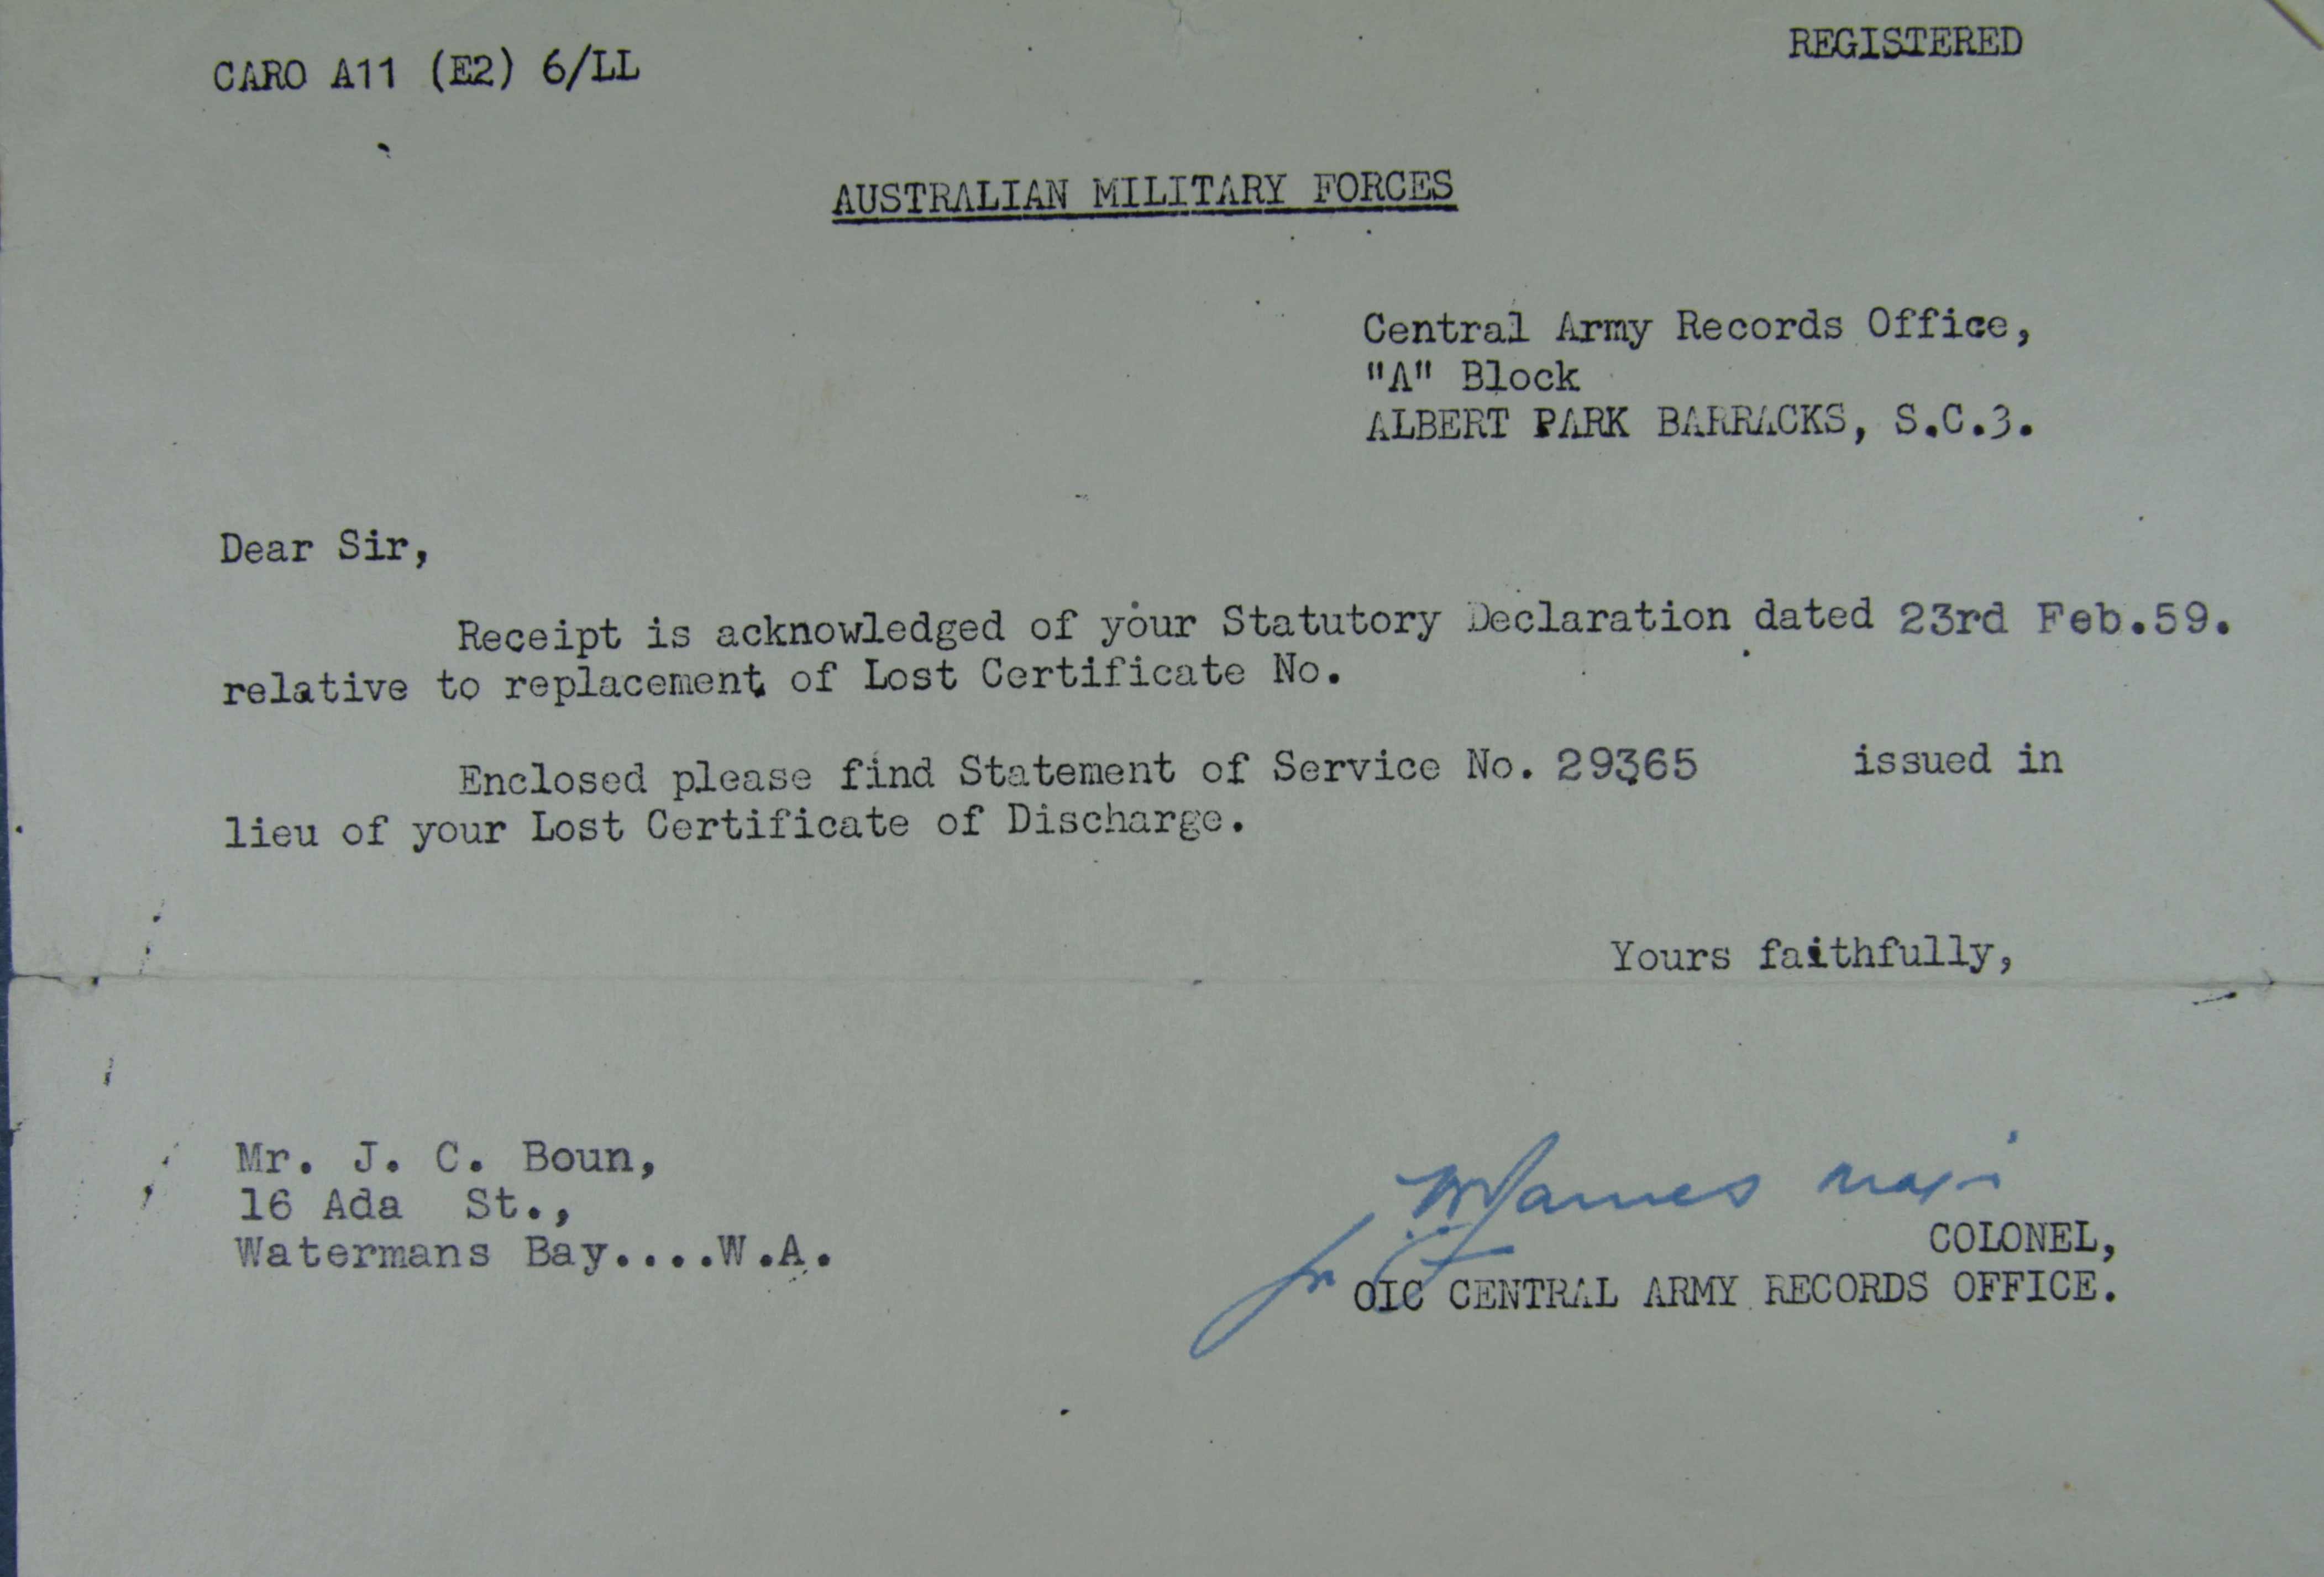 CARO A11 (E2) 6/LL
REGISTERED
AUSTRALIAN MILITARY FORCES
Central Army Records Office,
"A" Block
ALBERT PARK BARRACKS, S.C.3.
Dear Sir,
Receipt is acknowledged of your Statutory Declaration dated 23rd Feb.59.
relative to replacement of Lost Certificate No.
Enclosed please find Statement of Service No. 29365 issued in
lieu of your Lost Certificate of Discharge.
Yours faithfully,
Mr. J. C. Boun,
16 Ada St.,
Watermans Bay....W.A.
James
COLONEL,
for OIC CENTRAL ARMY RECORDS OFFICE.